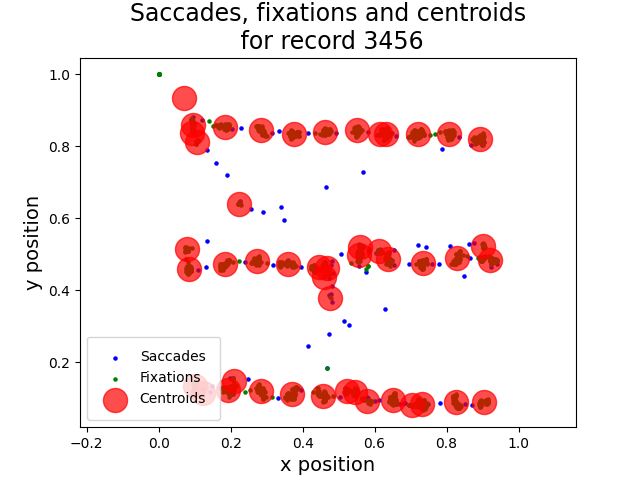 Saccades, fixations and centroids
for record 3456
1.0
0.8
0.6
0.4
0.2
y position
Saccades
Fixations
Centroids
−0.2
0.0
0.2
0.4
0.6
0.8
1.0
x position